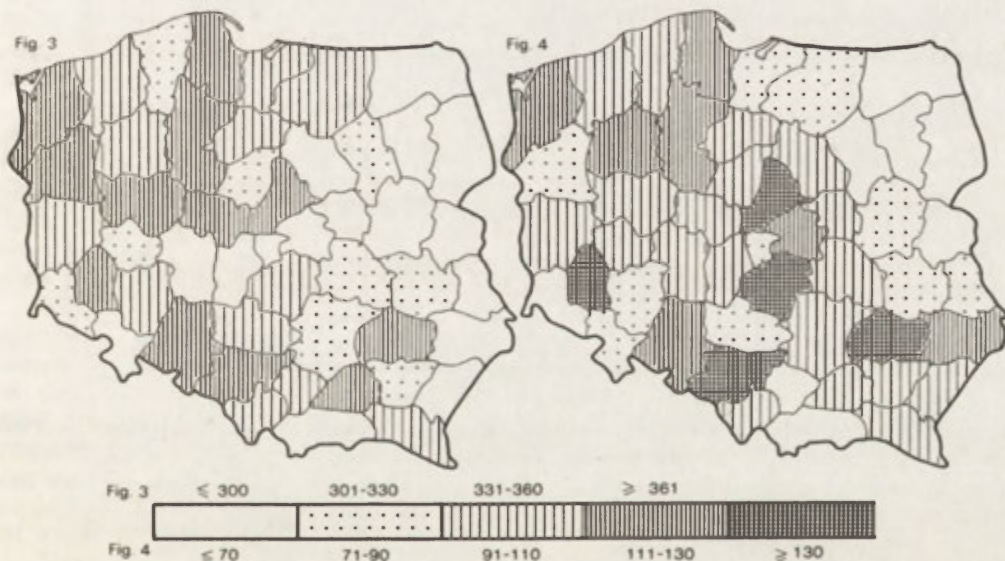 Fig. 3
Fig. 4
Fig. 3 ≤ 300 301-330 331-360 ≥ 361
Fig. 4 ≤ 70 71-90 91-110 111-130 ≥ 130